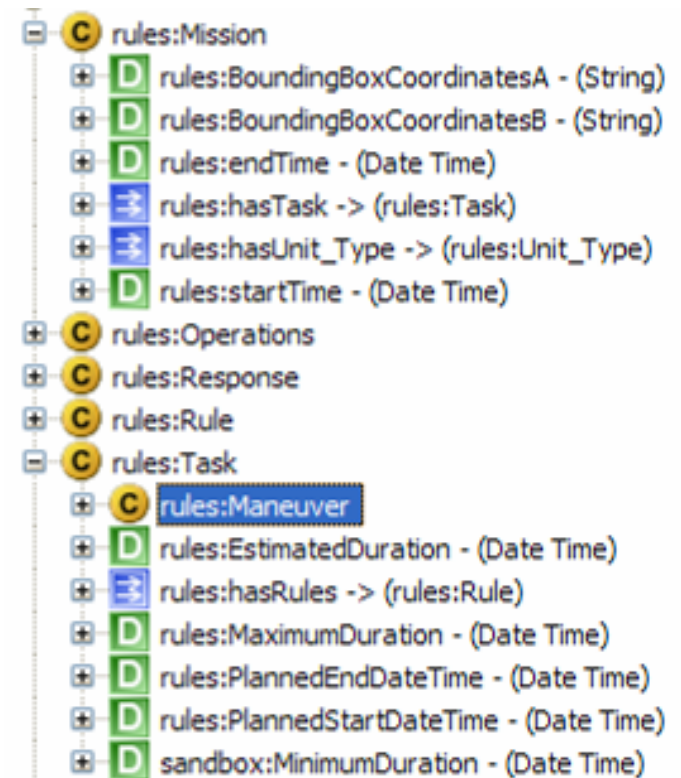 C rules:Mission
D rules:BoundingBoxCoordinatesA - (String)
D rules:BoundingBoxCoordinatesB - (String)
D rules:endTime - (Date Time)
rules:hasTask -> (rules:Task)
rules:hasUnit_Type -> (rules:Unit_Type)
D rules:startTime - (Date Time)
C rules:Operations
C rules:Response
C rules:Rule
C rules:Task
C rules:Maneuver
D rules:EstimatedDuration - (Date Time)
rules:hasRules -> (rules:Rule)
D rules:MaximumDuration - (Date Time)
D rules:PlannedEndDateTime - (Date Time)
D rules:PlannedStartDateTime - (Date Time)
D sandbox:MinimumDuration - (Date Time)